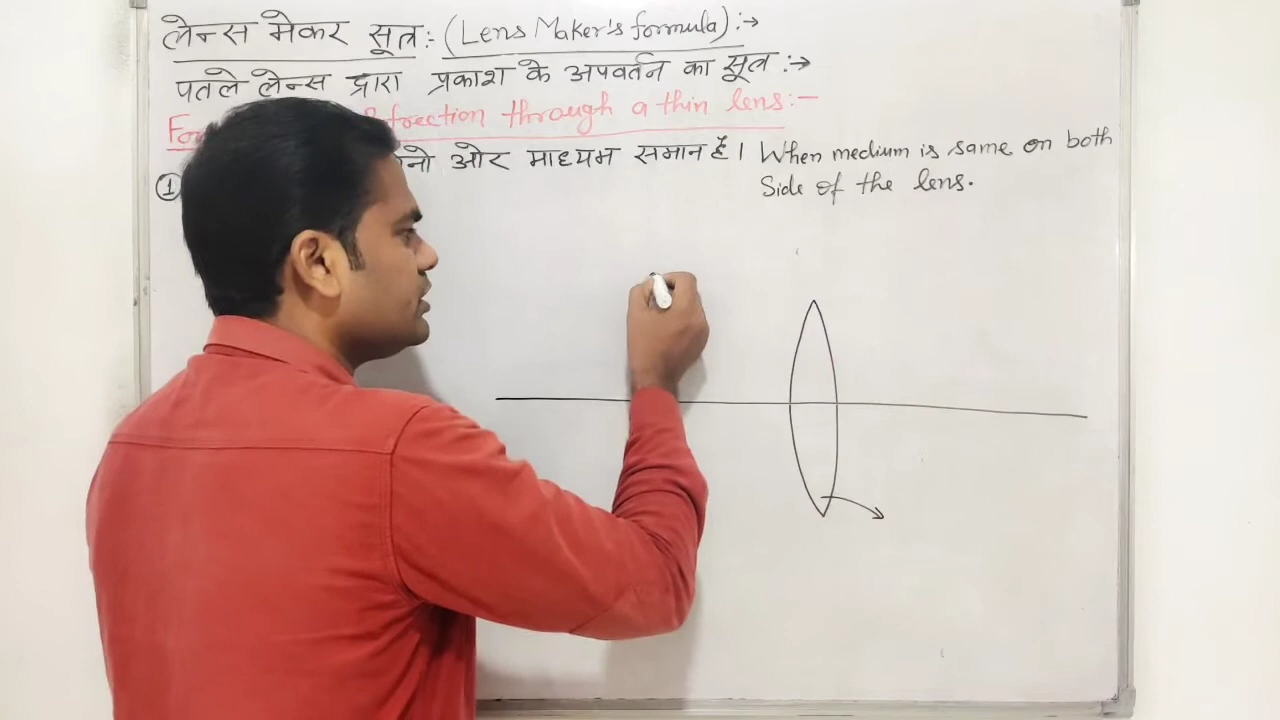 लेन्स मेकर सूत्र:- (Lens Maker's formula):→
पतले लेन्स द्वारा प्रकाश के अपवर्तन का सूत्र:→
through a thin lens:-
① ओर माध्यम समान है। When medium is same on both
Side of the lens.